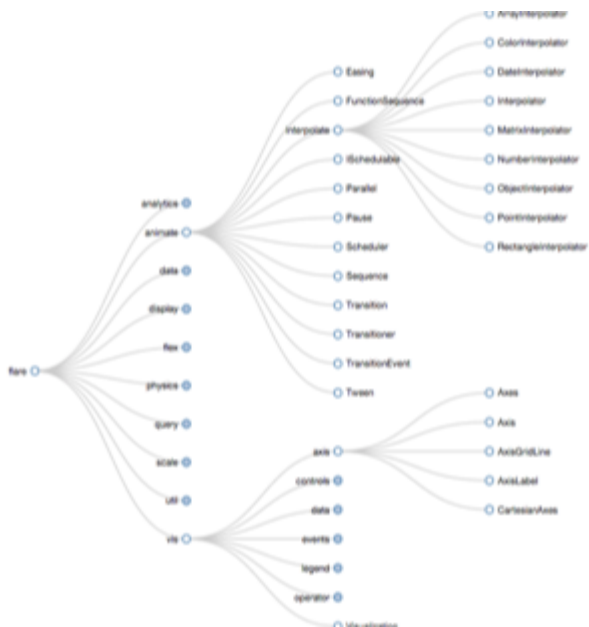 ArrayInterpolator
ColorInterpolator
DateInterpolator
Interpolator
MatrixInterpolator
NumberInterpolator
ObjectInterpolator
PointInterpolator
RectangleInterpolator
Easing
FunctionSequence
interpolate
ISchedulable
Parallel
Pause
Scheduler
Sequence
Transition
Transitioner
TransitionEvent
Tween
analytics
animate
data
display
flex
physics
query
scale
util
vis
flare
Axes
Axis
AxisGridLine
AxisLabel
CartesianAxes
axis
controls
data
events
legend
operator
Visualization